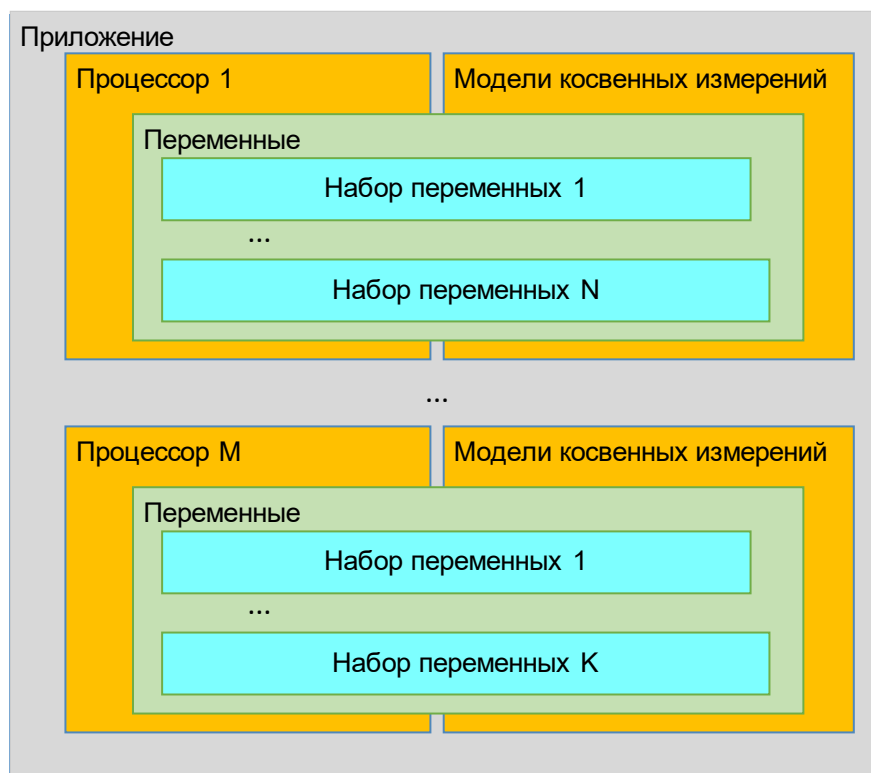 Приложение
Процессор 1
Модели косвенных измерений
Переменные
Набор переменных 1
...
Набор переменных N
...
Процессор М
Модели косвенных измерений
Переменные
Набор переменных 1
...
Набор переменных K